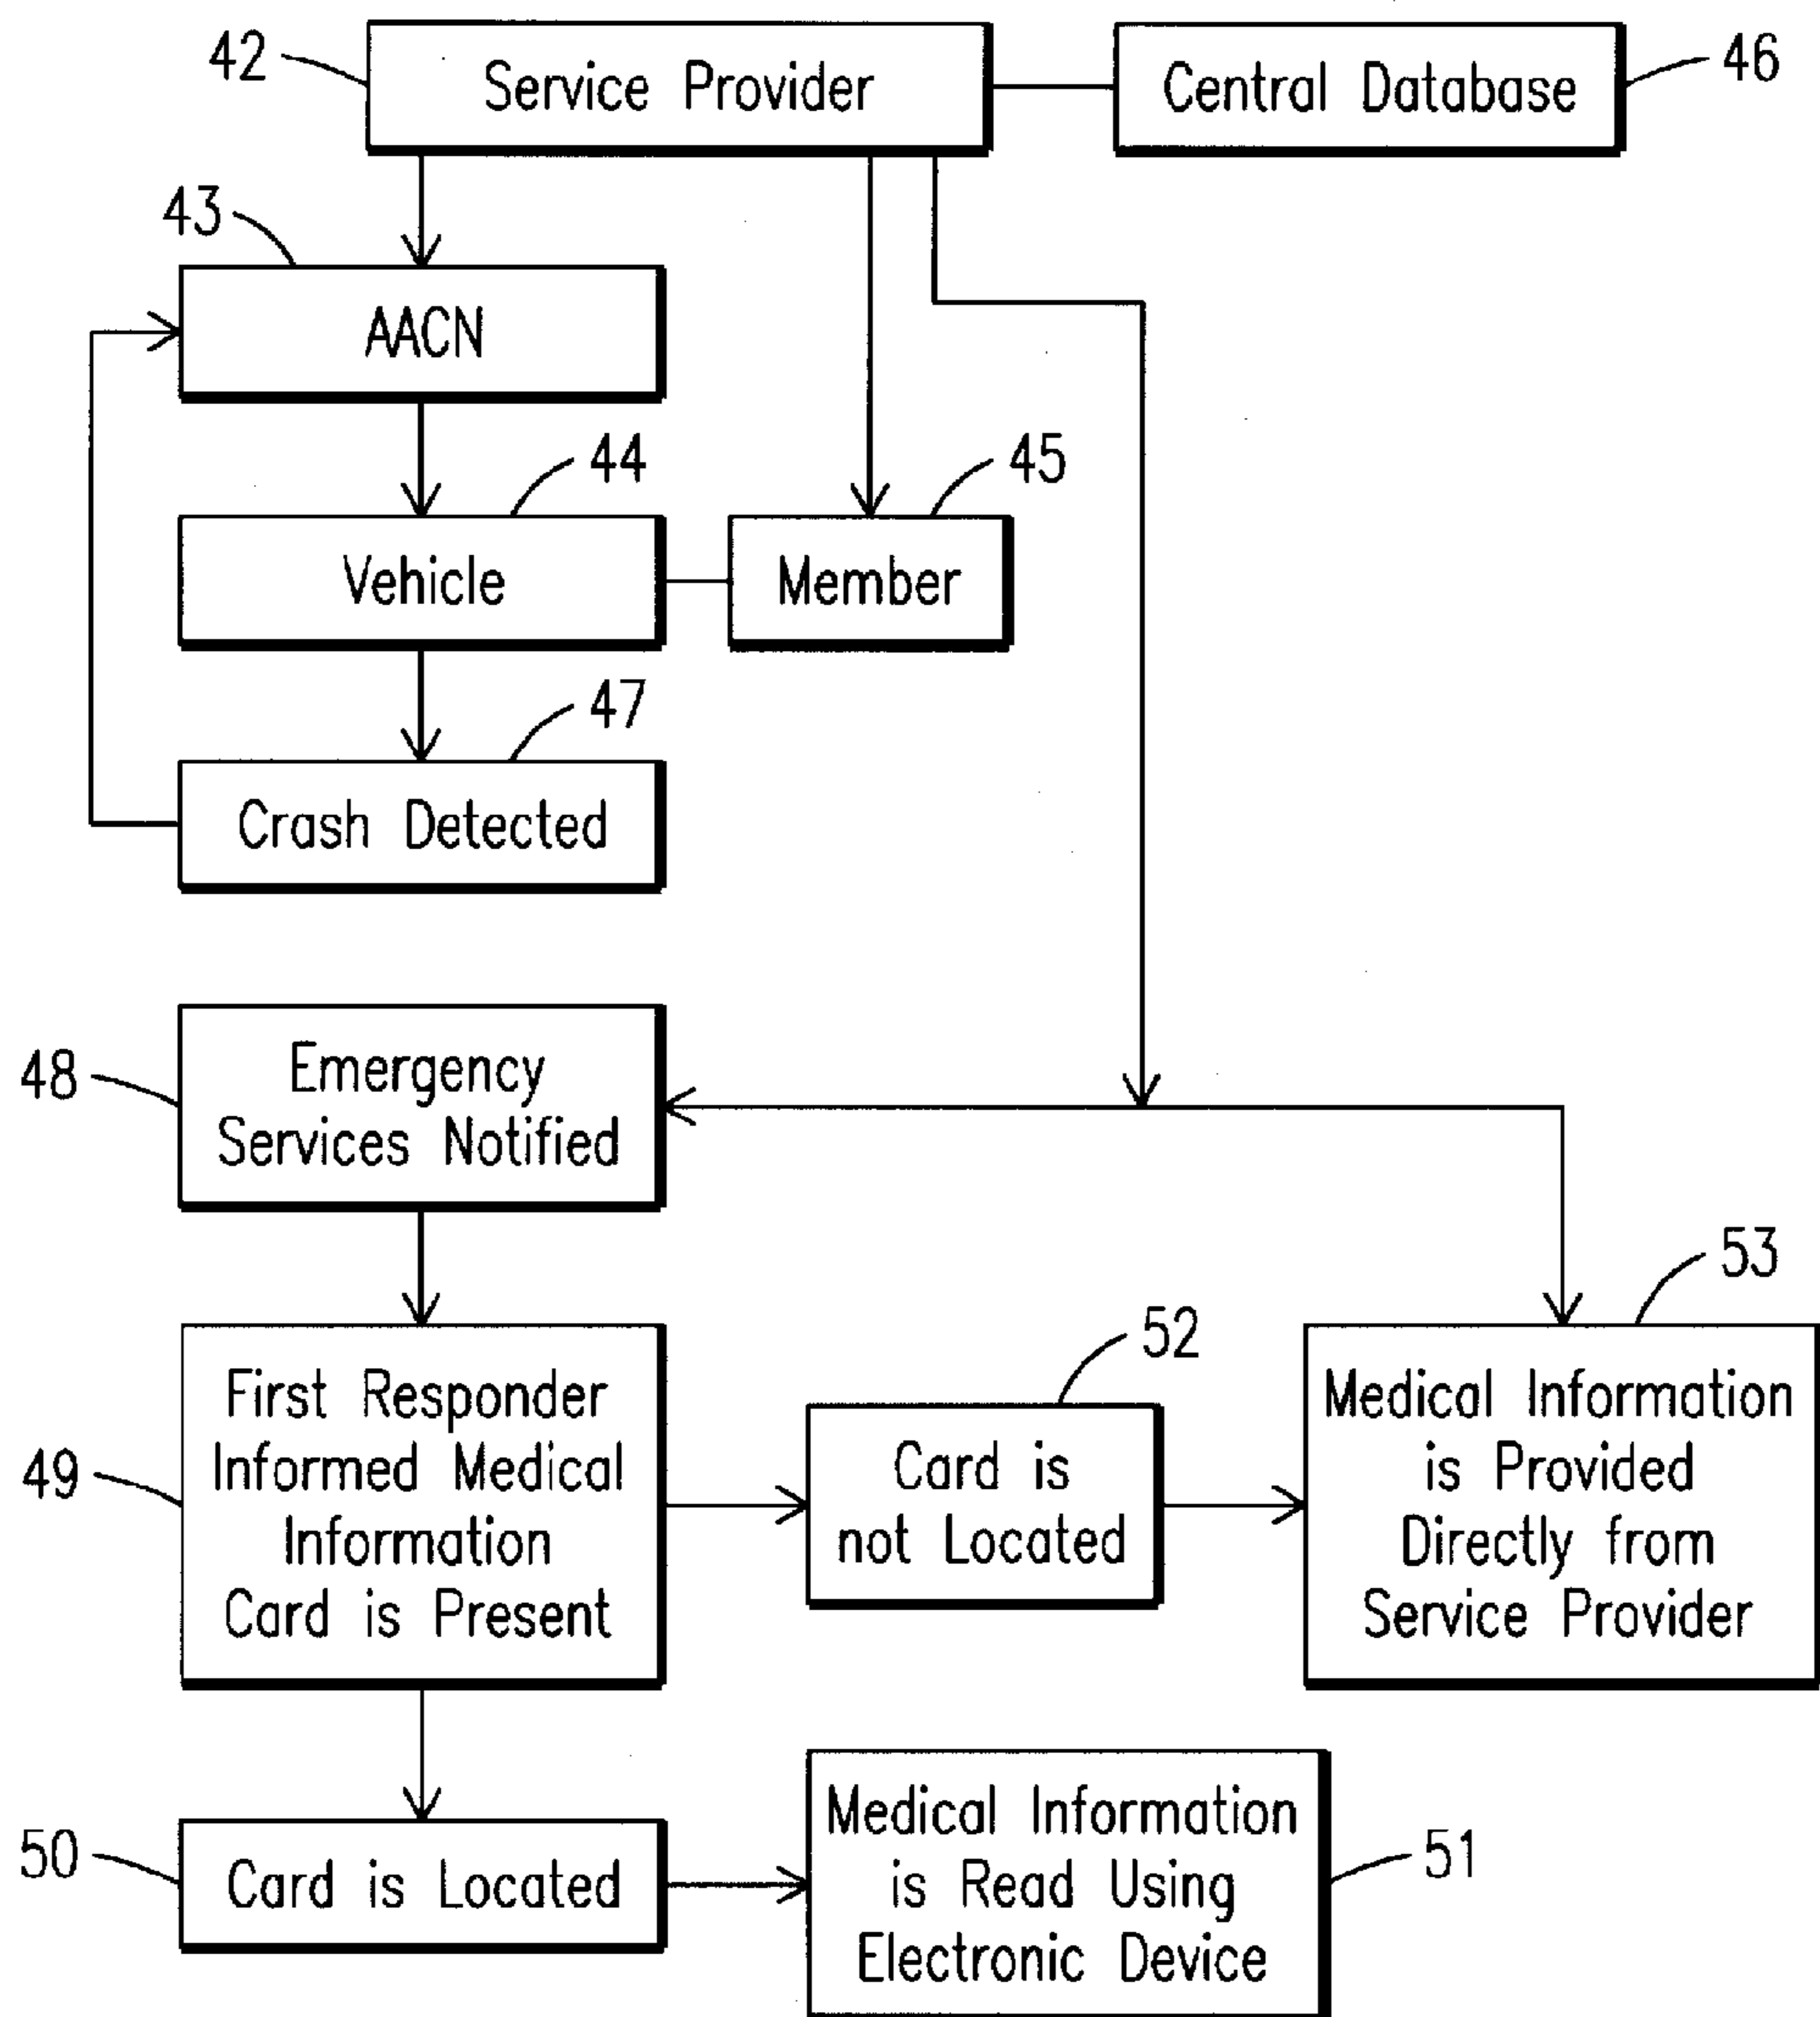 42
Service Provider
Central Database
46
43
AACN
44
45
Vehicle
Member
47
Crash Detected
48
Emergency
Services Notified
53
52
49
First Responder
Informed Medical
Information
Card is Present
Card is
not Located
Medical Information
is Provided
Directly from
Service Provider
50
Card is Located
Medical Information
is Read Using
Electronic Device
51